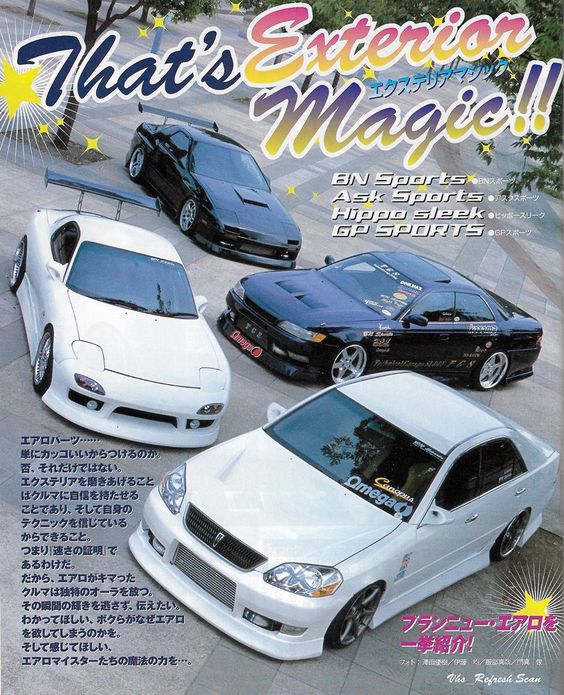 That's Exterior
エクステリアマジック
Magic!!
BN Sports ●BNスポーツ
Ask Sports ●アスクスポーツ
Hippo sleek ●ヒッポースリーク
GP SPORTS ●GPスポーツ
エアロパーツ……
単にカッコいいからつけるのか。
否、それだけではない。
エクステリアを磨きあげること
はクルマに自信を持たせる
ことであり、そして自身の
テクニックを信じている
からできること。
つまり「速さの証明」で
あるわけだ。
だから、エアロがキマった
クルマは独特のオーラを放つ。
その瞬間の輝きを逃さず、伝えたい。
わかってほしい、ボクらがなぜエアロ
を欲してしまうのかを。
そして感じてほしい、
エアロマイスターたちの魔法の力を…。
Omega
Canopus
Omega
ブランニュー・エアロを
一挙紹介!
Vhs Refresh Scan